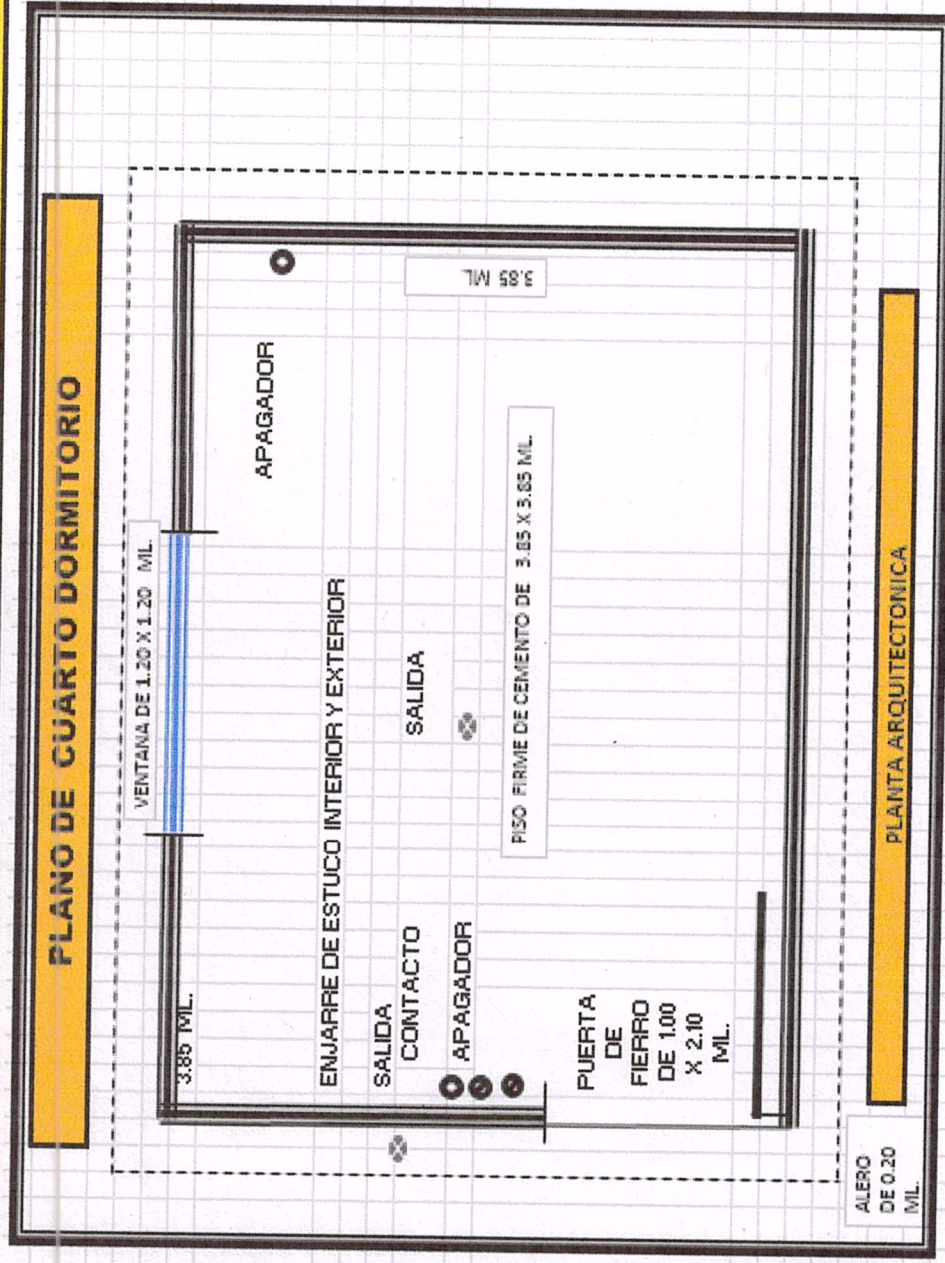 PLANO DE CUARTO DORMITORIO
VENTANA DE 1.20 X 1.20 ML.
3.85 ML.
APAGADOR
3.85 ML
ENJARRE DE ESTUCO INTERIOR Y EXTERIOR
SALIDA
CONTACTO
SALIDA
APAGADOR
PISO FIRME DE CEMENTO DE 3.85 X 3.85 ML.
PUERTA
DE
FIERRO
DE 1.00
X 2.10
ML.
ALERO
DE 0.20
ML.
PLANTA ARQUITECTONICA